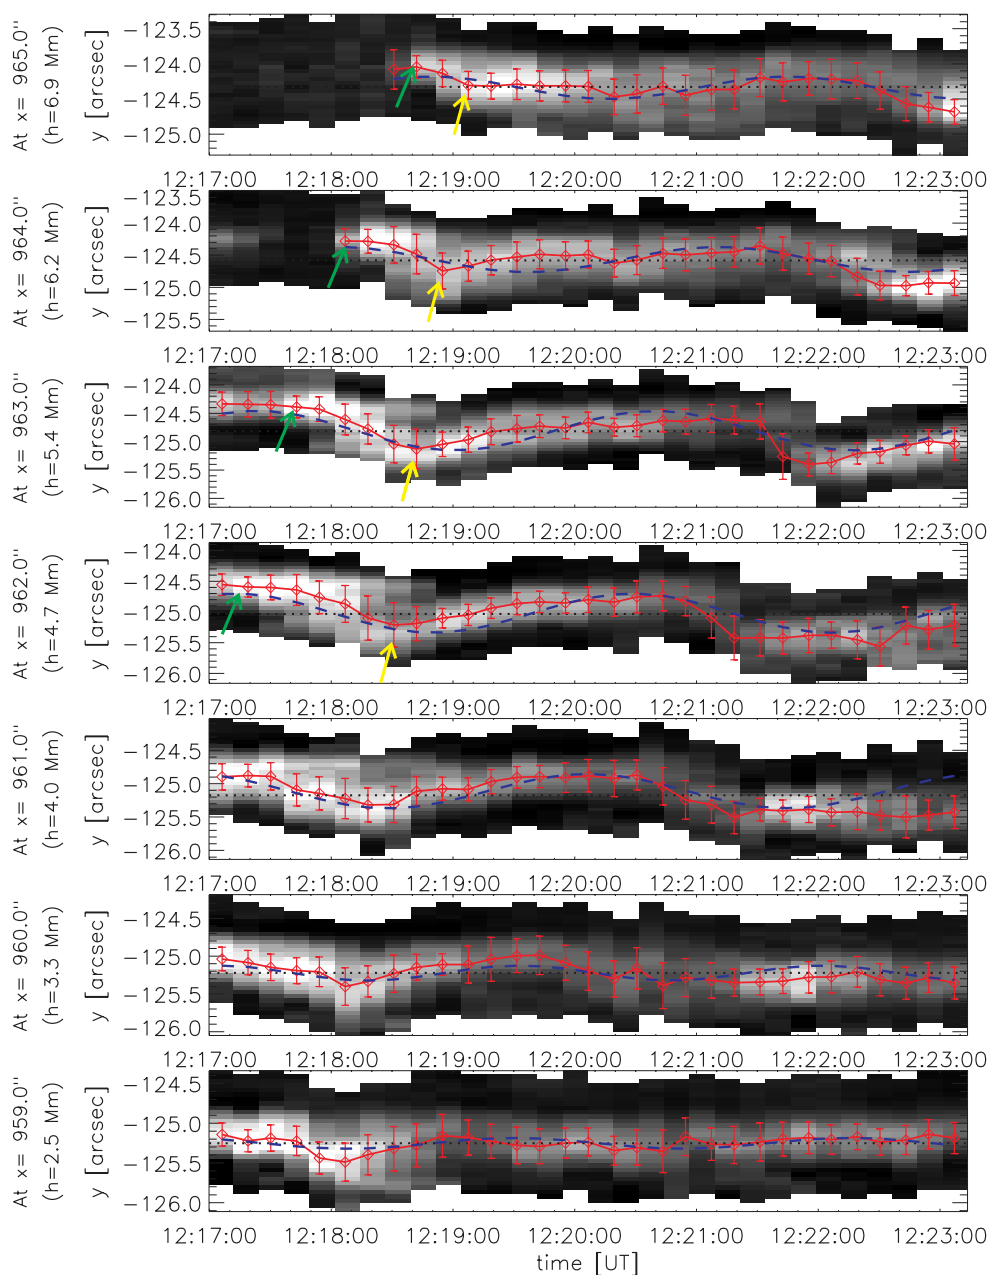 At x= 965.0"
(h=6.9 Mm)
y [arcsec]
−123.5
−124.0
−124.5
−125.0
12:17:00 12:18:00 12:19:00 12:20:00 12:21:00 12:22:00 12:23:00
At x= 964.0"
(h=6.2 Mm)
y [arcsec]
−123.5
−124.0
−124.5
−125.0
−125.5
12:17:00 12:18:00 12:19:00 12:20:00 12:21:00 12:22:00 12:23:00
At x= 963.0"
(h=5.4 Mm)
y [arcsec]
−124.0
−124.5
−125.0
−125.5
−126.0
12:17:00 12:18:00 12:19:00 12:20:00 12:21:00 12:22:00 12:23:00
At x= 962.0"
(h=4.7 Mm)
y [arcsec]
−124.0
−124.5
−125.0
−125.5
−126.0
12:17:00 12:18:00 12:19:00 12:20:00 12:21:00 12:22:00 12:23:00
At x= 961.0"
(h=4.0 Mm)
y [arcsec]
−124.5
−125.0
−125.5
−126.0
12:17:00 12:18:00 12:19:00 12:20:00 12:21:00 12:22:00 12:23:00
At x= 960.0"
(h=3.3 Mm)
y [arcsec]
−124.5
−125.0
−125.5
−126.0
12:17:00 12:18:00 12:19:00 12:20:00 12:21:00 12:22:00 12:23:00
At x= 959.0"
(h=2.5 Mm)
y [arcsec]
−124.5
−125.0
−125.5
−126.0
12:17:00 12:18:00 12:19:00 12:20:00 12:21:00 12:22:00 12:23:00
time [UT]